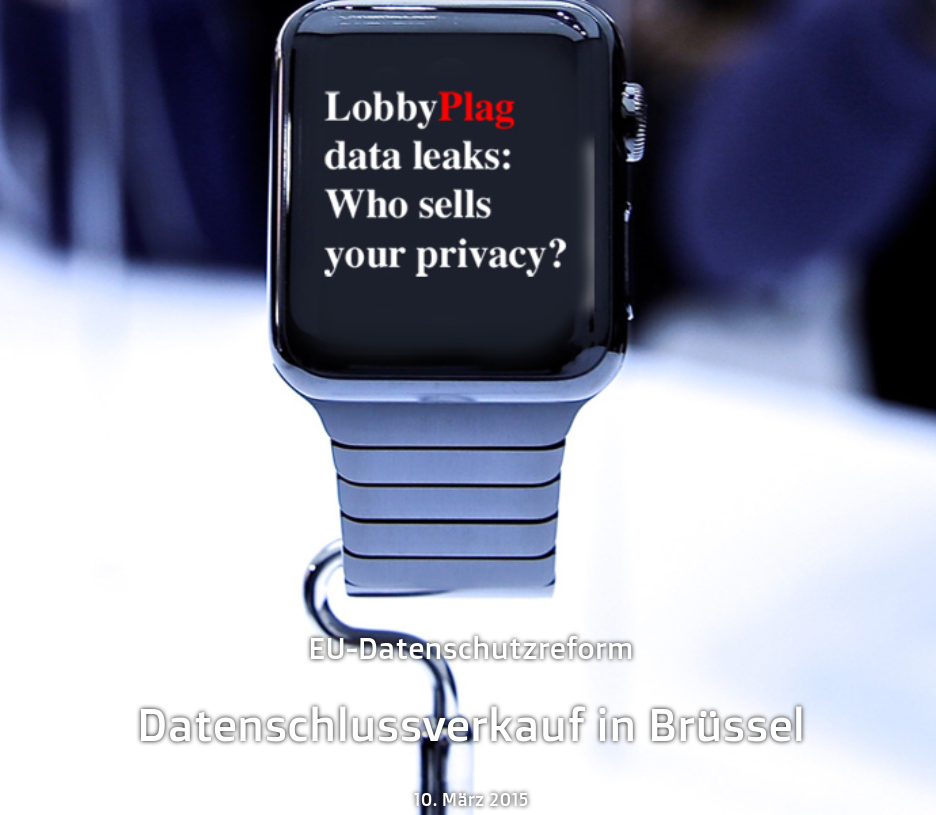 LobbyPlag
data leaks:
Who sells
your privacy?
EU-Datenschutzreform
Datenschlussverkauf in Brüssel
10. März 2015